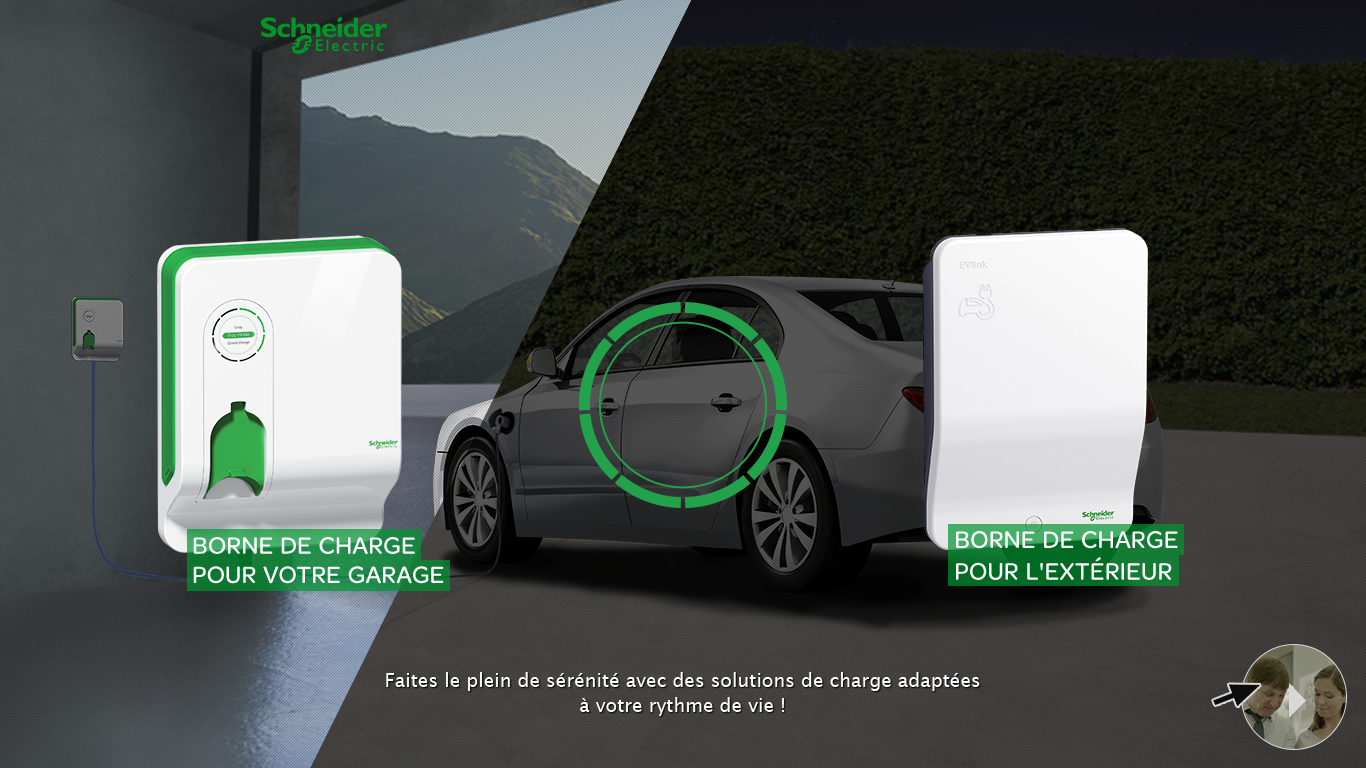 Schneider
Electric
EVlink
Schneider
Electric
Schneider
Electric
BORNE DE CHARGE
POUR VOTRE GARAGE
BORNE DE CHARGE
POUR L'EXTÉRIEUR
Faites le plein de sérénité avec des solutions de charge adaptées
à votre rythme de vie !